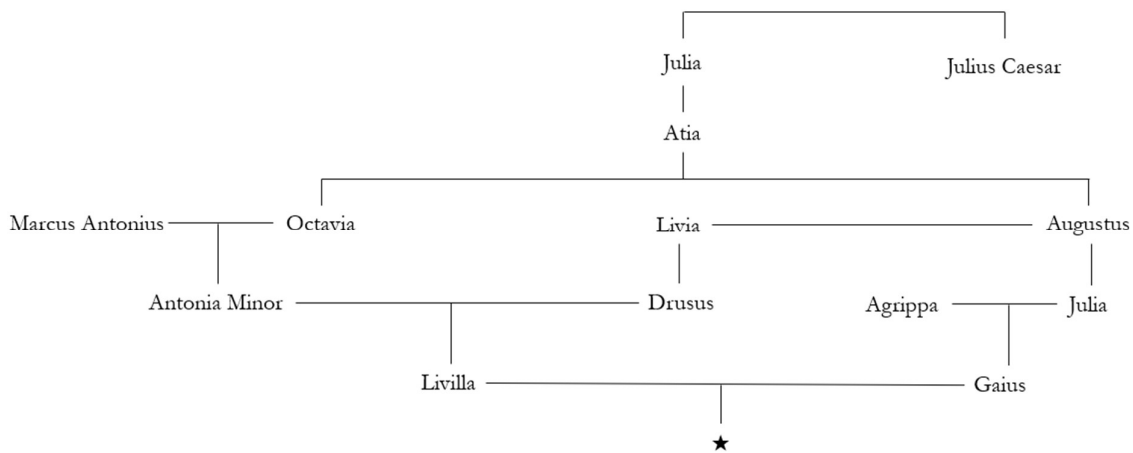 Julia Julius Caesar
Atia
Marcus Antonius Octavia Livia Augustus
Antonia Minor Drusus Agrippa Julia
Livilla Gaius
★